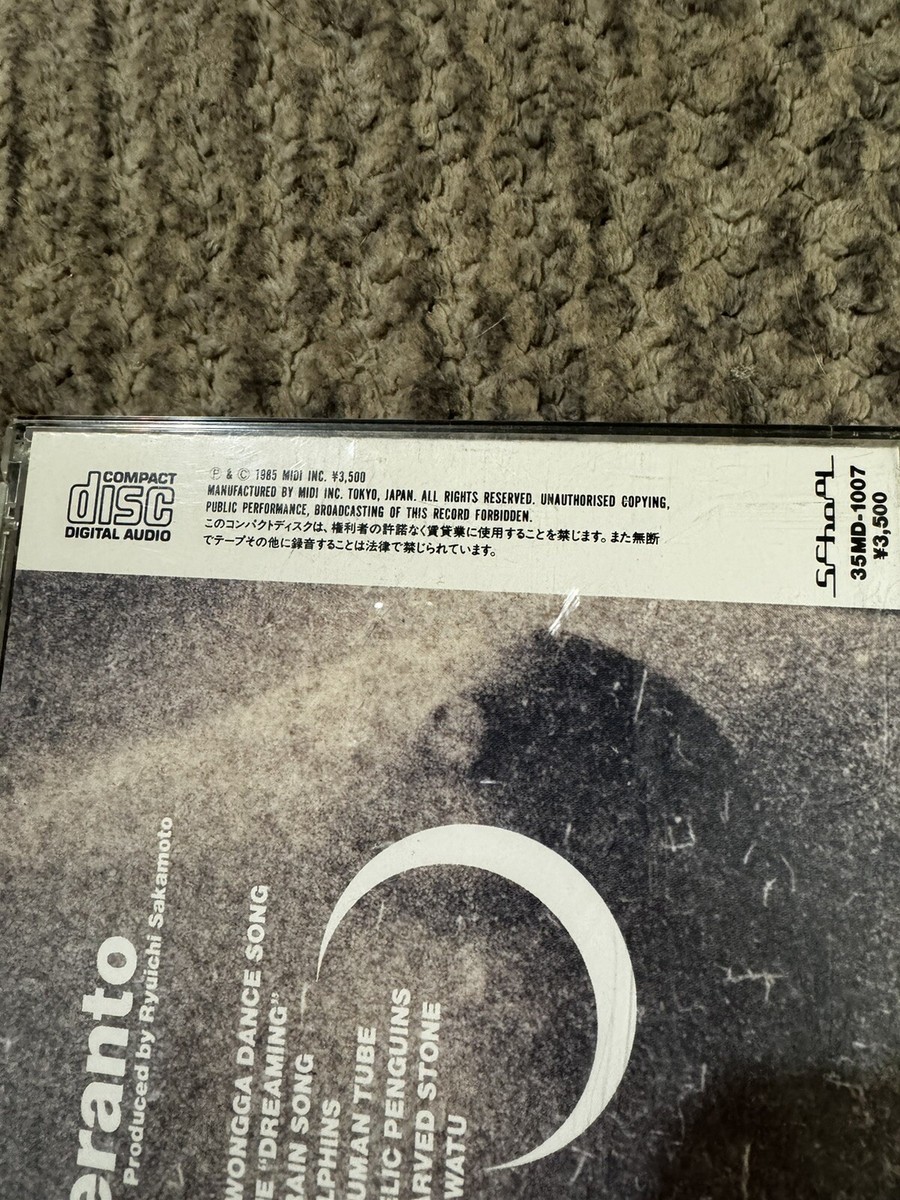 COMPACT
disc
DIGITAL AUDIO
Ⓟ & Ⓒ 1985 MIDI INC. ¥3,500
MANUFACTURED BY MIDI INC. TOKYO, JAPAN. ALL RIGHTS RESERVED. UNAUTHORISED COPYING,
PUBLIC PERFORMANCE, BROADCASTING OF THIS RECORD FORBIDDEN.
このコンパクトディスクは、権利者の許諾なく賃貸業に使用することを禁じます。また無断
でテープその他に録音することは法律で禁じられています。
School
35MD-1007
¥3,500
eranto
Produced by Ryuichi Sakamoto
WONGGA DANCE SONG
E "DREAMING"
RAIN SONG
LPHINS
UMAN TUBE
LIC PENGUINS
ARVED STONE
WATU